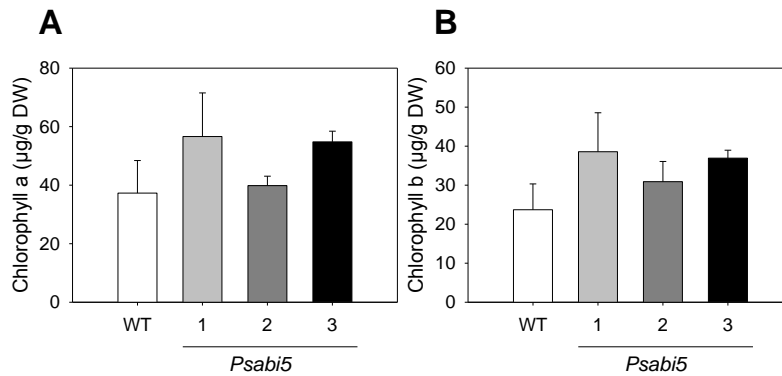 A
Chlorophyll a (µg/g DW)
80
60
40
20
0
WT
1
2
3
Psabi5
B
Chlorophyll b (µg/g DW)
60
50
40
30
20
10
0
WT
1
2
3
Psabi5